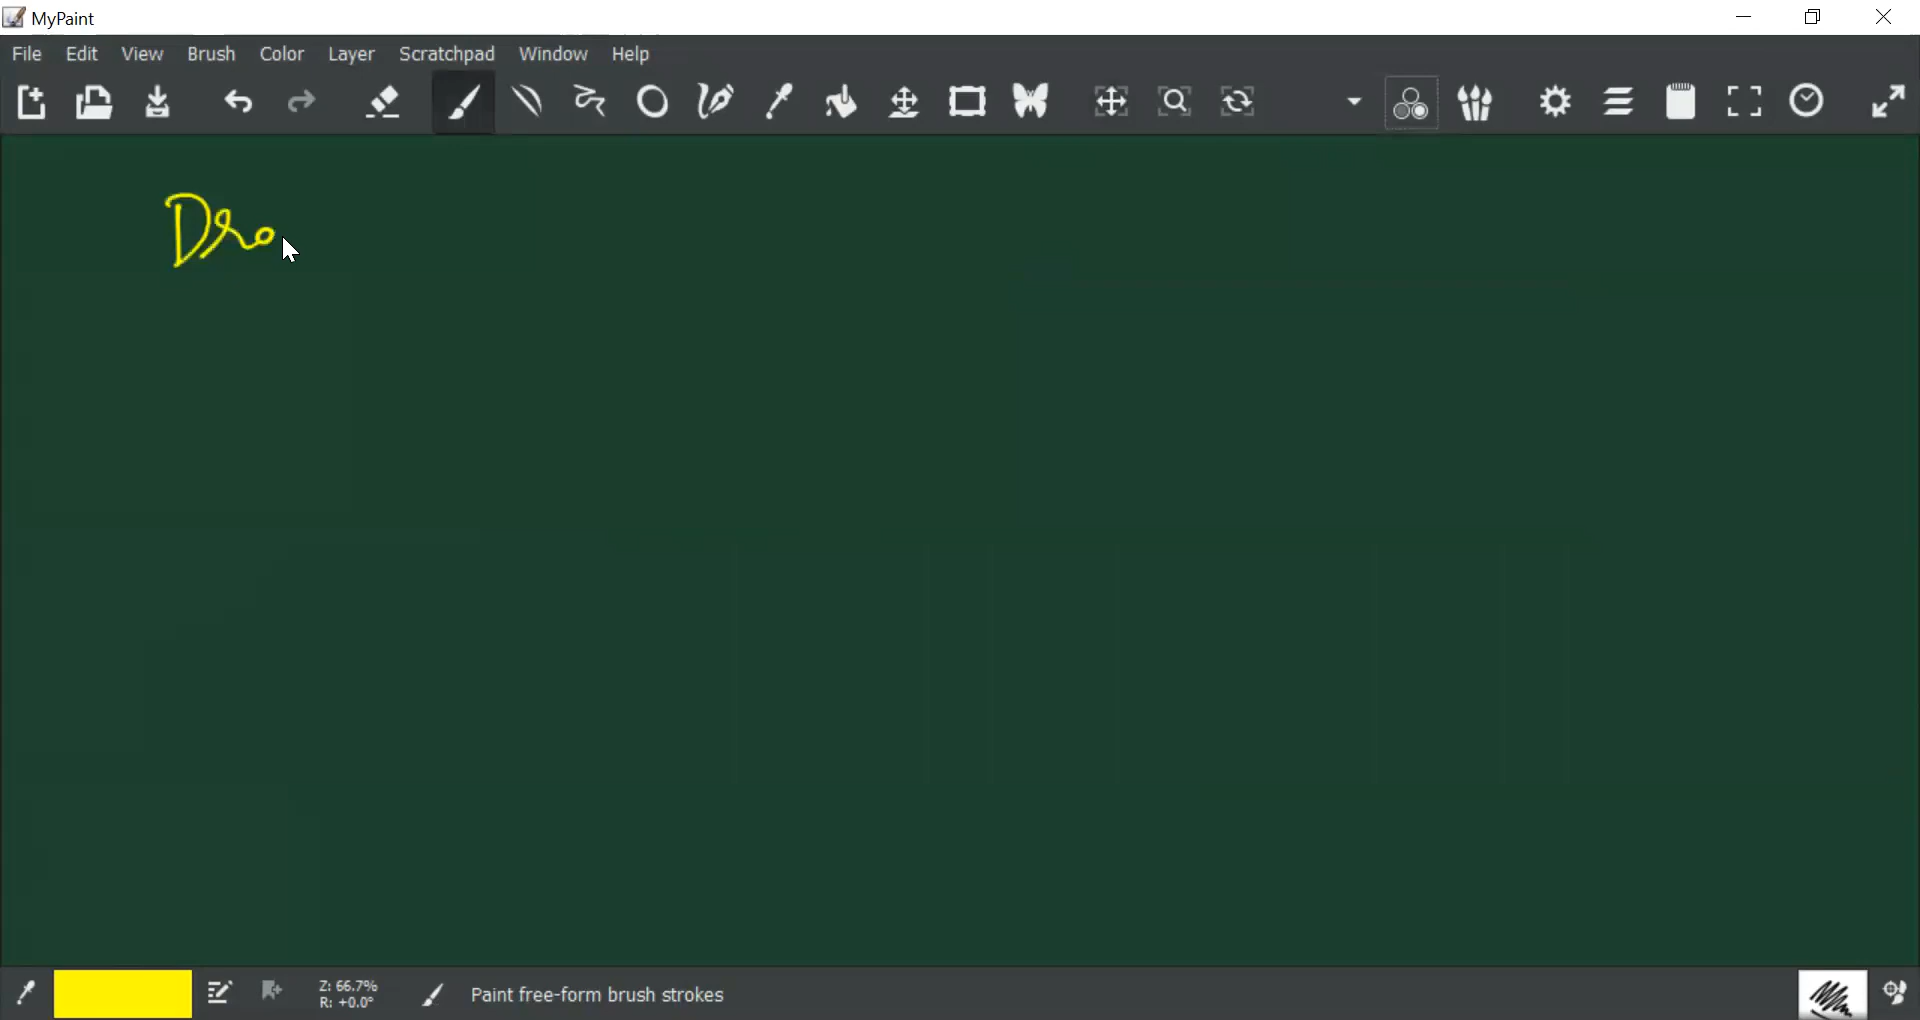 MyPaint
File Edit View Brush Color Layer Scratchpad Window Help
Dro
Z: 66.7%
R: +0.0°
Paint free-form brush strokes